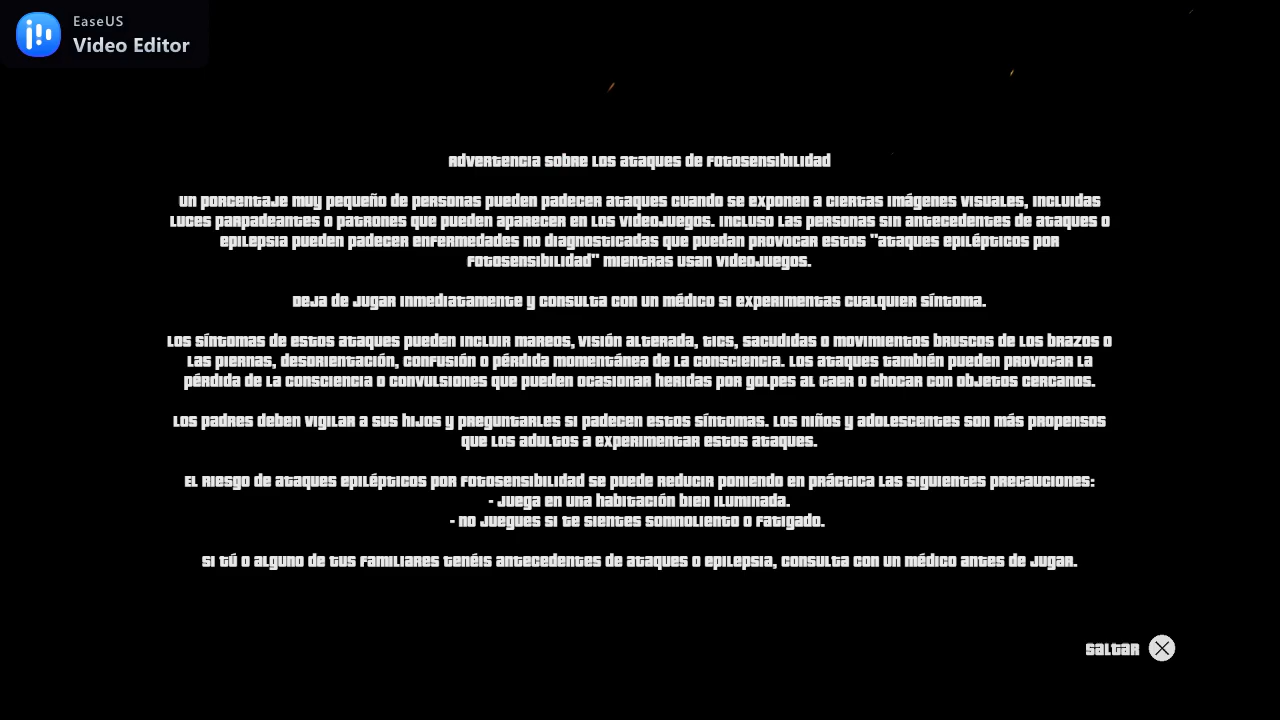 EaseUS
Video Editor
Advertencia sobre los ataques de fotosensibilidad
Un porcentaje muy pequeño de personas pueden padecer ataques cuando se exponen a ciertas imágenes visuales, incluidas
luces parpadeantes o patrones que pueden aparecer en los videojuegos. Incluso las personas sin antecedentes de ataques o
epilepsia pueden padecer enfermedades no diagnosticadas que puedan provocar estos "ataques epilépticos por
fotosensibilidad" mientras usan videojuegos.
Deja de jugar inmediatamente y consulta con un médico si experimentas cualquier síntoma.
Los síntomas de estos ataques pueden incluir mareos, visión alterada, tics, sacudidas o movimientos bruscos de los brazos o
las piernas, desorientación, confusión o pérdida momentánea de la consciencia. Los ataques también pueden provocar la
pérdida de la consciencia o convulsiones que pueden ocasionar heridas por golpes al caer o chocar con objetos cercanos.
Los padres deben vigilar a sus hijos y preguntarles si padecen estos síntomas. Los niños y adolescentes son más propensos
que los adultos a experimentar estos ataques.
El riesgo de ataques epilépticos por fotosensibilidad se puede reducir poniendo en práctica las siguientes precauciones:
- Juega en una habitación bien iluminada.
- No juegues si te sientes somnoliento o fatigado.
Si tú o alguno de tus familiares tenéis antecedentes de ataques o epilepsia, consulta con un médico antes de jugar.
Saltar